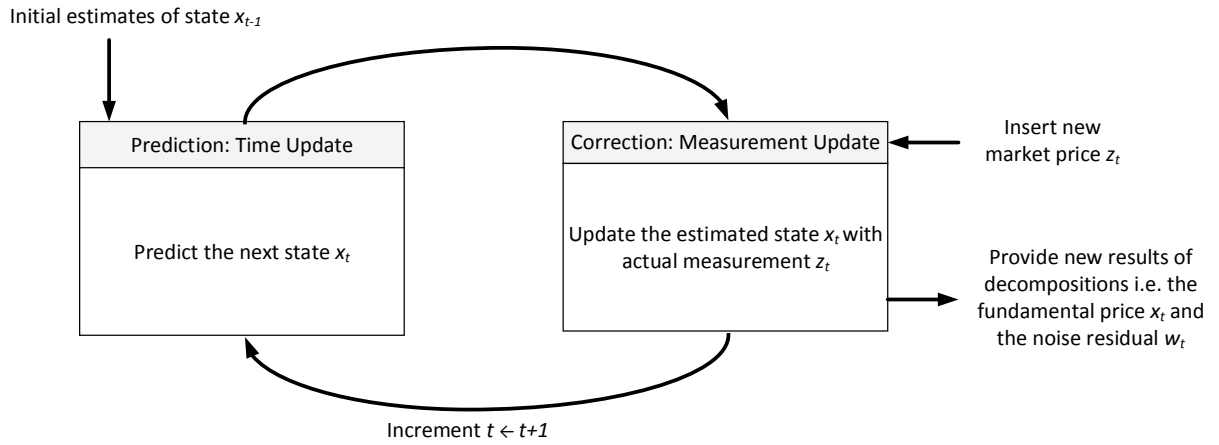 Initial estimates of state x_{t-1}
Prediction: Time Update
Predict the next state x_t
Correction: Measurement Update
Update the estimated state x_t with
actual measurement z_t
Insert new
market price z_t
Provide new results of
decompositions i.e. the
fundamental price x_t and
the noise residual w_t
Increment t ← t+1